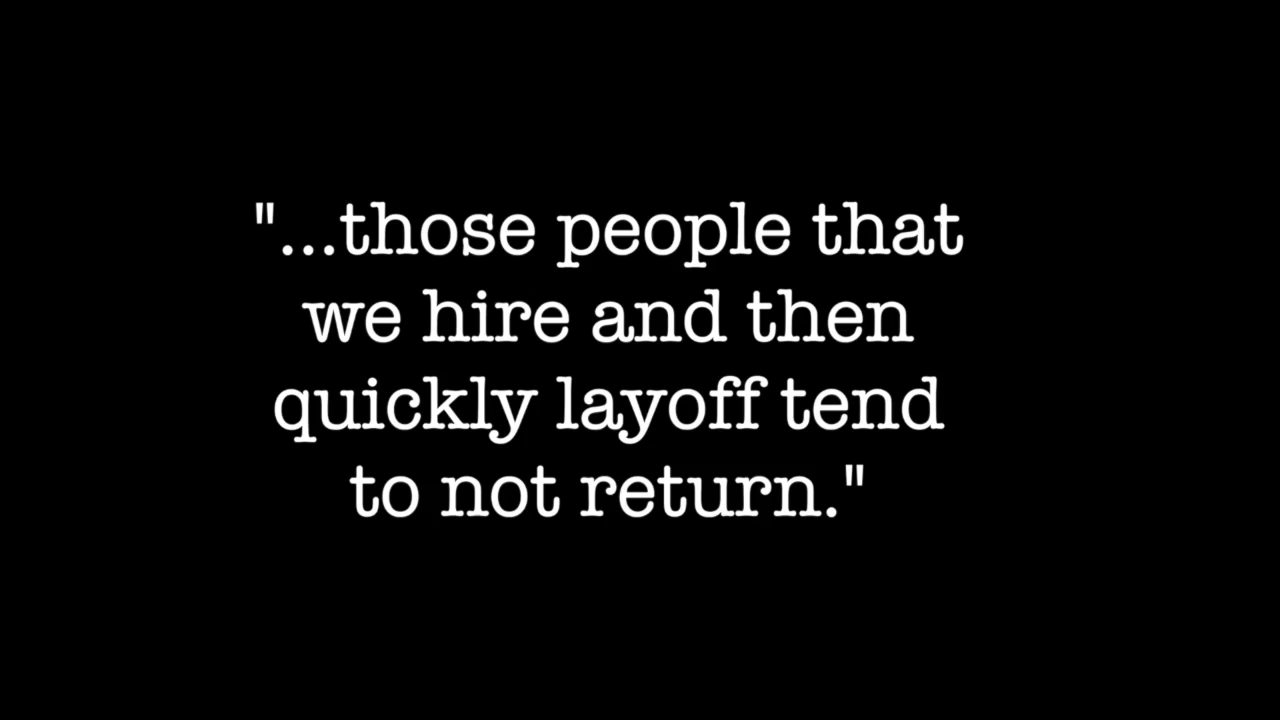 "...those people that
we hire and then
quickly layoff tend
to not return."